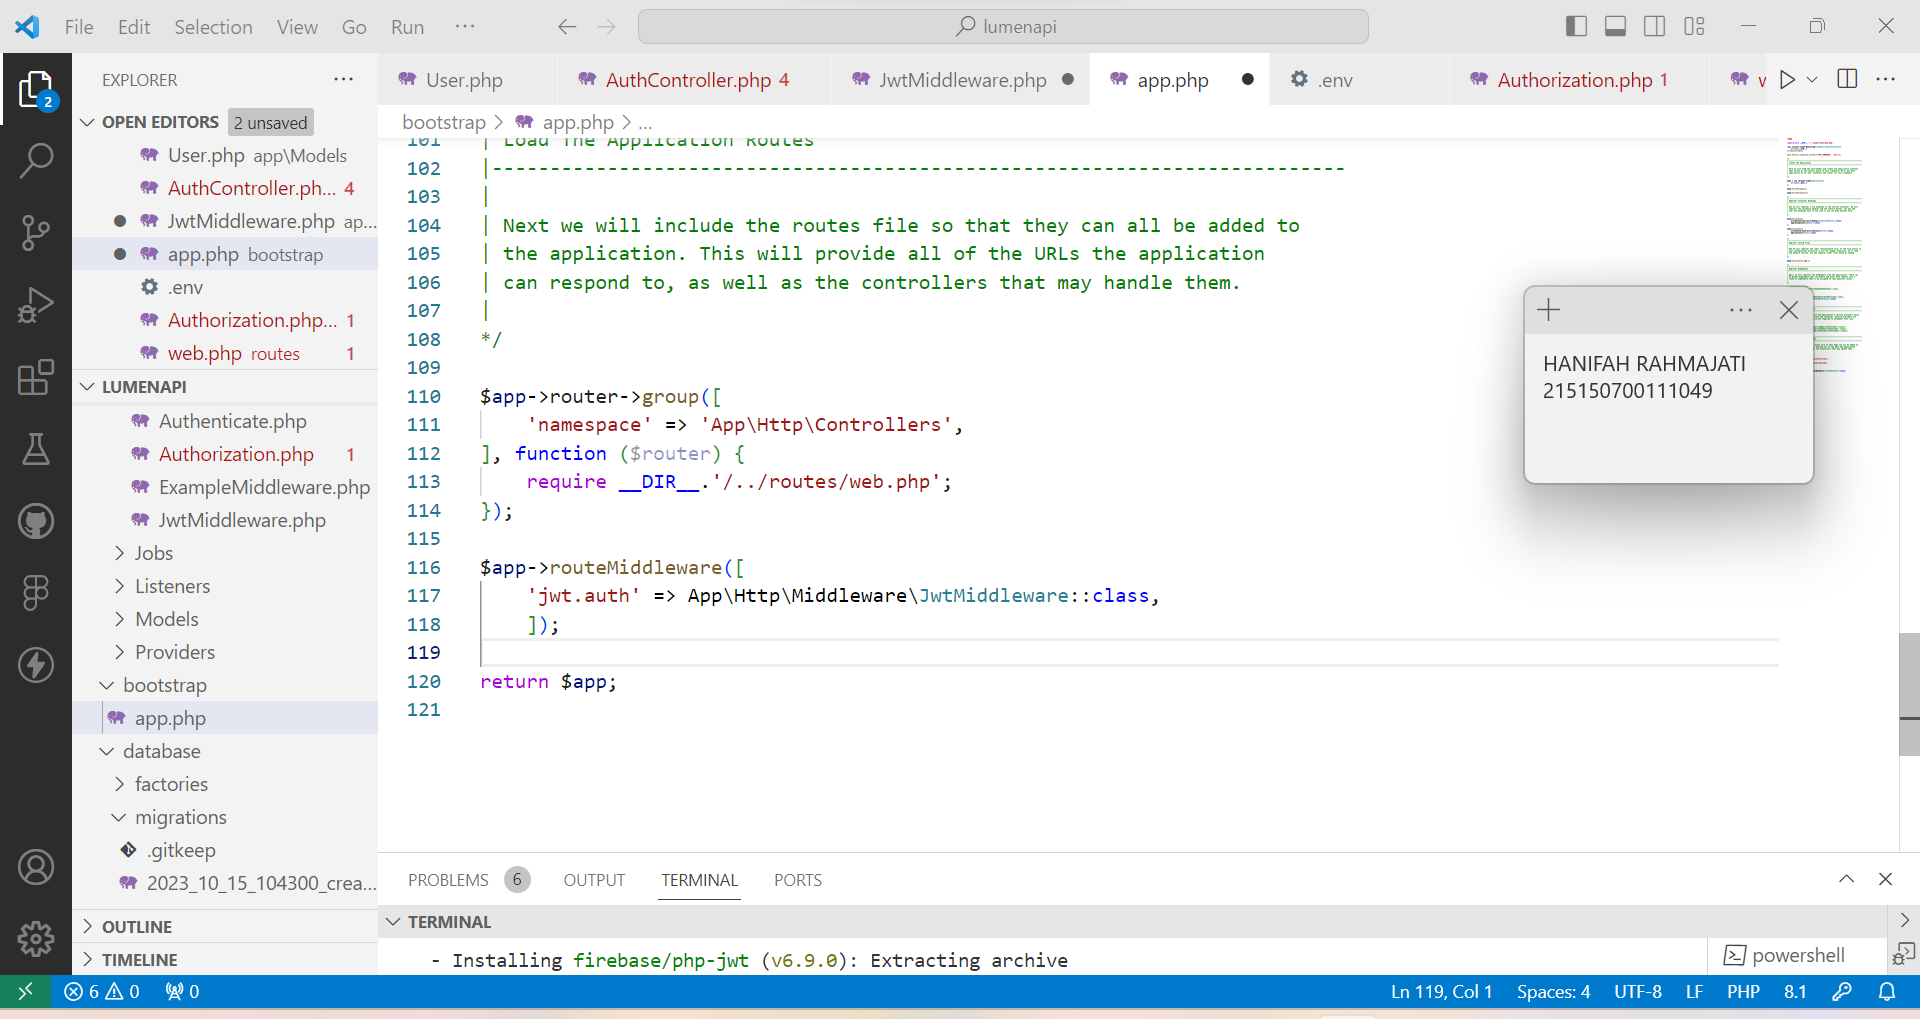 File Edit Selection View Go Run ···
lumenapi
EXPLORER ···
OPEN EDITORS 2 unsaved
User.php app\Models
AuthController.ph... 4
JwtMiddleware.php ap...
app.php bootstrap
.env
Authorization.php... 1
web.php routes 1
LUMENAPI
Authenticate.php
Authorization.php 1
ExampleMiddleware.php
JwtMiddleware.php
Jobs
Listeners
Models
Providers
bootstrap
app.php
database
factories
migrations
.gitkeep
2023_10_15_104300_crea...
OUTLINE
TIMELINE
2
User.php AuthController.php 4 JwtMiddleware.php app.php .env Authorization.php 1
bootstrap > app.php > ...
101 | Load The Application Routes
102 |--------------------------------------------------------------------------
103 |
104 | Next we will include the routes file so that they can all be added to
105 | the application. This will provide all of the URLs the application
106 | can respond to, as well as the controllers that may handle them.
107 |
108 */
109
110 $app->router->group([
111 'namespace' => 'App\Http\Controllers',
112 ], function ($router) {
113 require __DIR__.'/../routes/web.php';
114 });
115
116 $app->routeMiddleware([
117 'jwt.auth' => App\Http\Middleware\JwtMiddleware::class,
118 ]);
119
120 return $app;
121
HANIFAH RAHMAJATI
215150700111049
PROBLEMS 6 OUTPUT TERMINAL PORTS
TERMINAL
- Installing firebase/php-jwt (v6.9.0): Extracting archive
powershell
6 0 0
Ln 119, Col 1 Spaces: 4 UTF-8 LF PHP 8.1